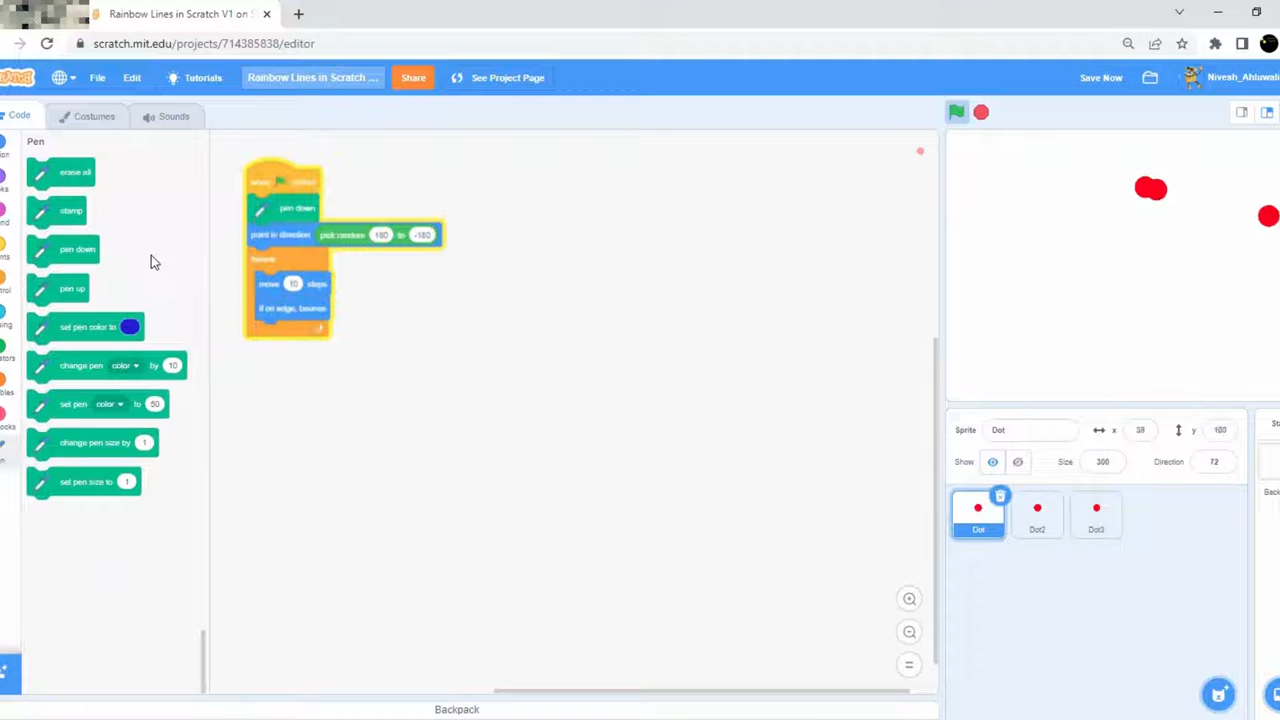 Rainbow Lines in Scratch V1 on S
scratch.mit.edu/projects/714385838/editor
SCRATCH File Edit Tutorials Rainbow Lines in Scratch ... Share See Project Page Save Now Nivesh_Ahluwali
Code Costumes Sounds
Pen
erase all
stamp
pen down
pen up
set pen color to
change pen color by 10
set pen color to 50
change pen size by 1
set pen size to 1
when clicked
pen down
point in direction pick random 180 to -180
forever
move 10 steps
if on edge, bounce
Sprite Dot x 38 y
Show Size 300 Direction 72
Dot Dot2 Dot3
Backpack